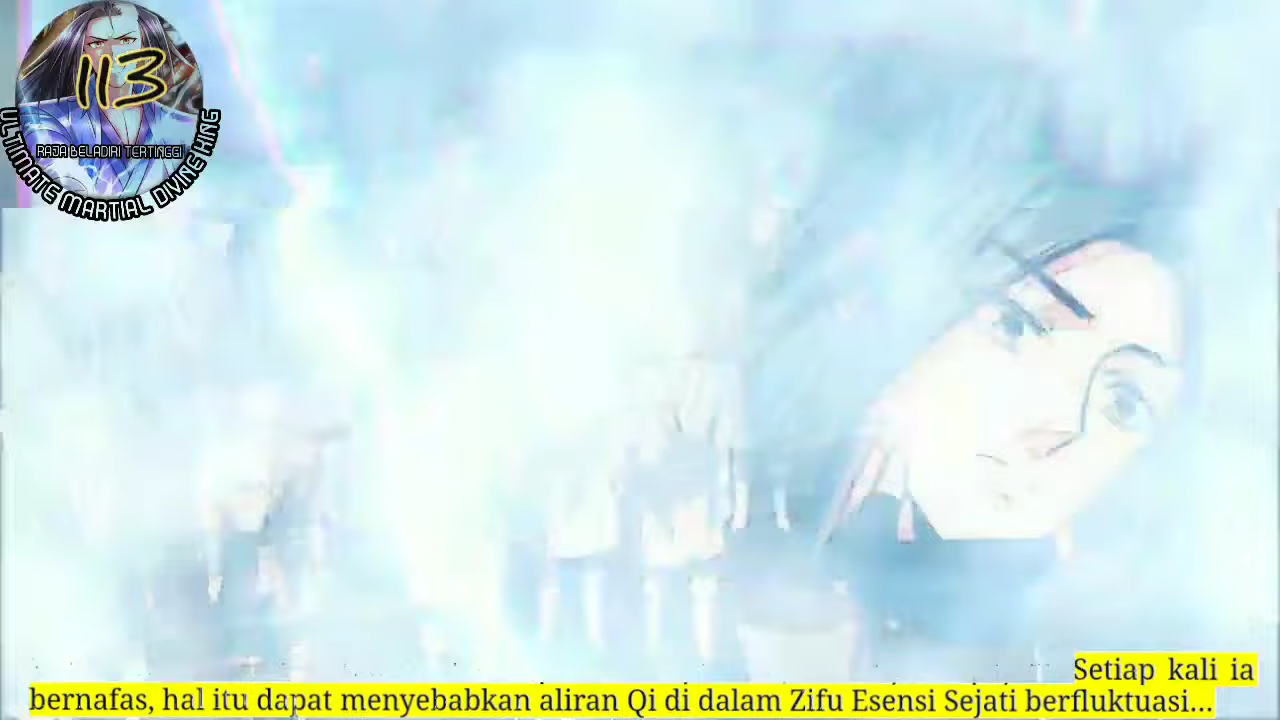 113
RAJA BELADIRI TERTINGGI
ULTIMATE MARTIAL DIVINE KING
Setiap kali ia
bernafas, hal itu dapat menyebabkan aliran Qi di dalam Zifu Esensi Sejati berfluktuasi...